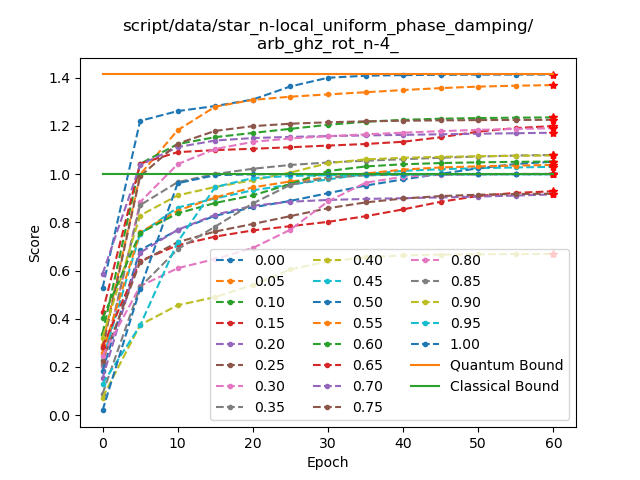 script/data/star_n-local_uniform_phase_damping/
arb_ghz_rot_n-4_
Score
1.4
1.2
1.0
0.8
0.6
0.4
0.2
0.0
0.00 0.40 0.80
0.05 0.45 0.85
0.10 0.50 0.90
0.15 0.55 0.95
0.20 0.60 1.00
0.25 0.65 Quantum Bound
0.30 0.70 Classical Bound
0.35 0.75
0 10 20 30 40 50 60
Epoch